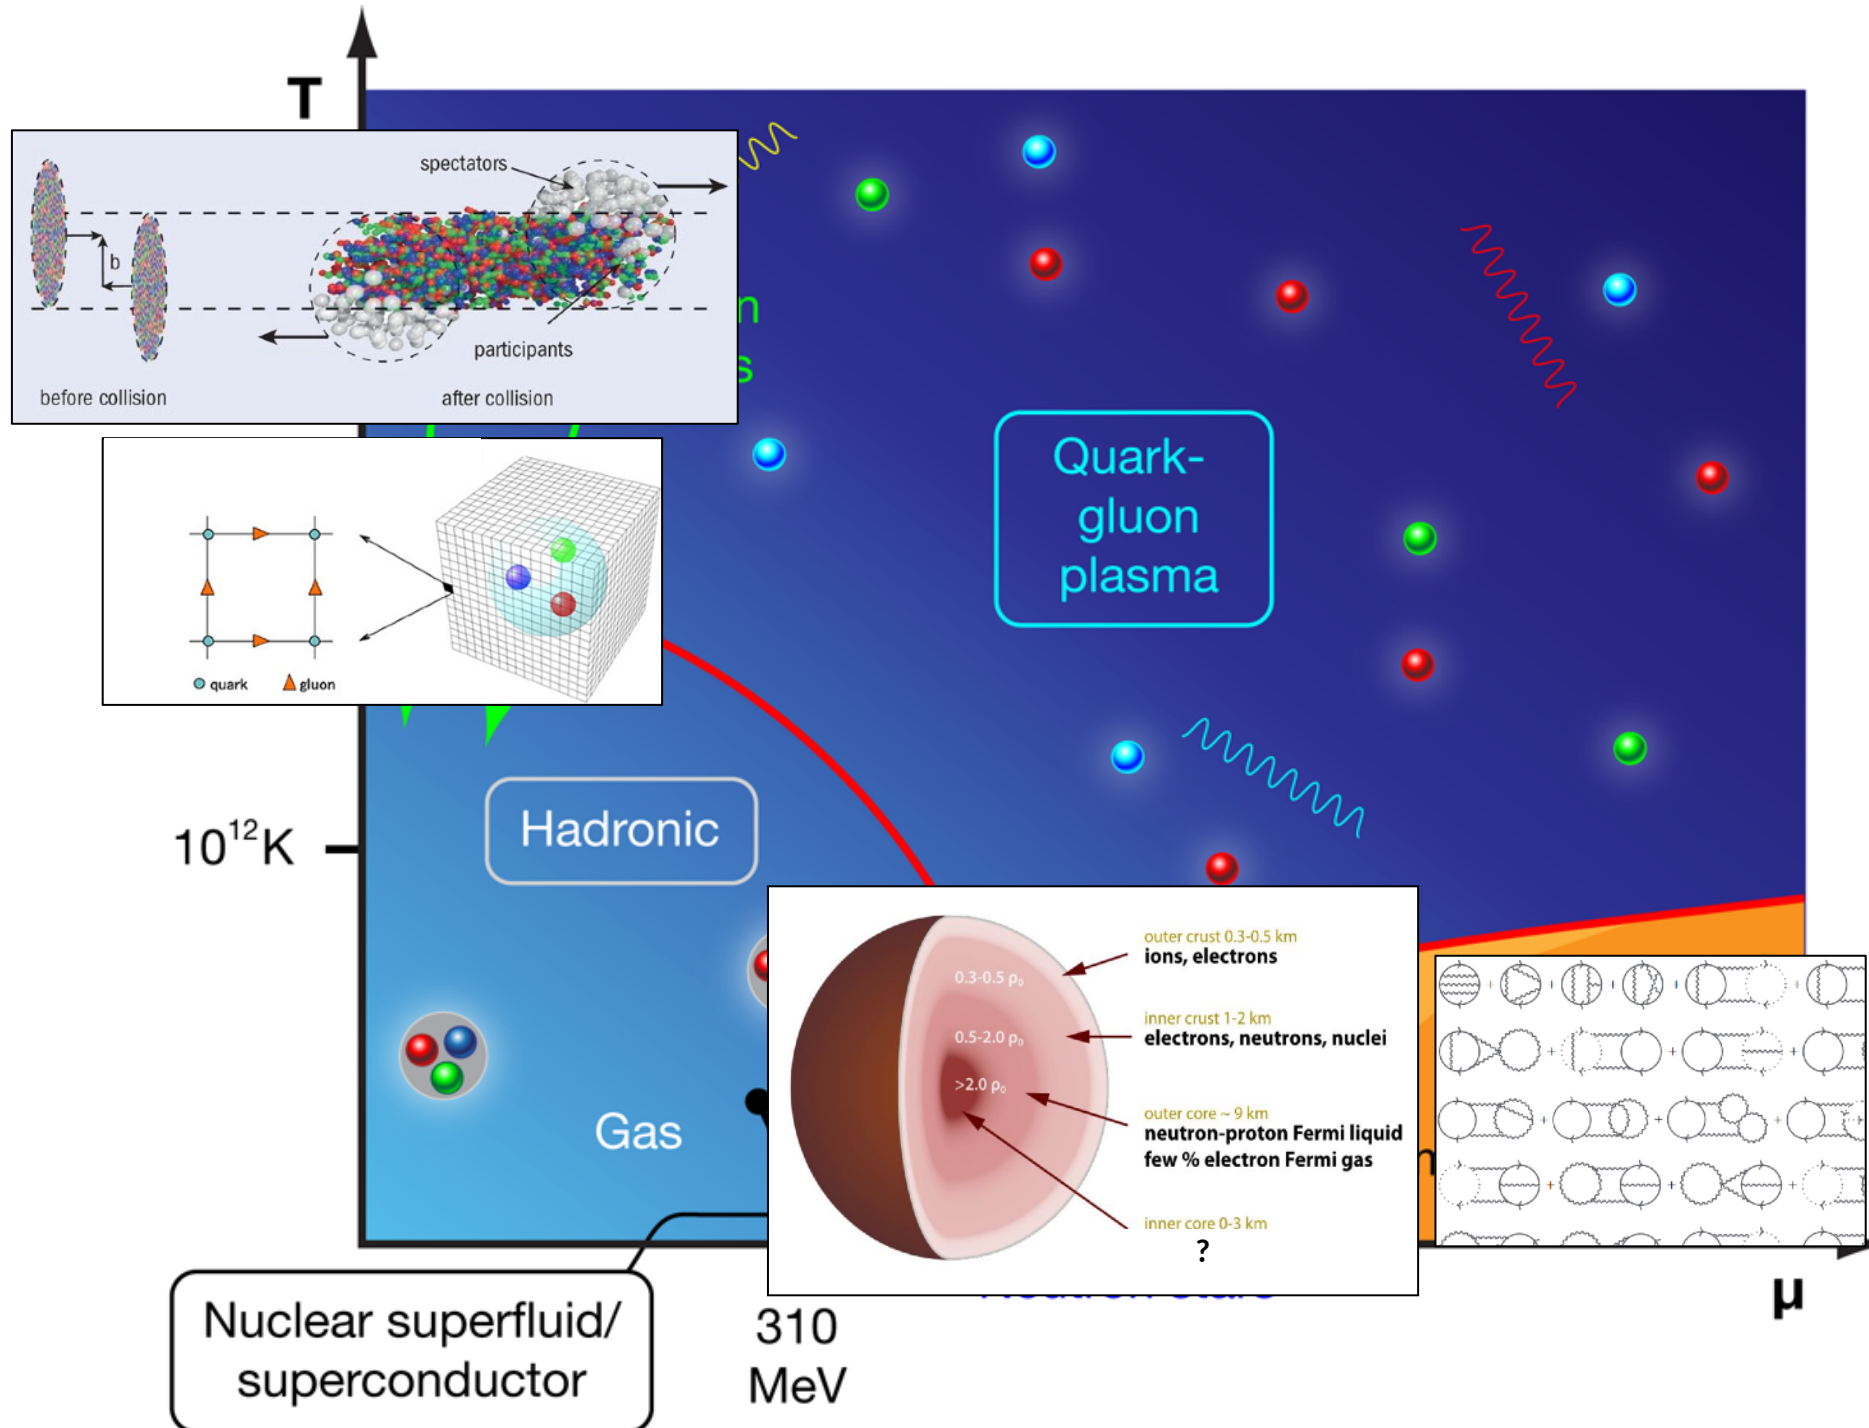 T
spectators
b
participants
before collision
after collision
quark
gluon
Quark-
gluon
plasma
Hadronic
10¹²K
Gas
outer crust 0.3-0.5 km
ions, electrons
inner crust 1-2 km
electrons, neutrons, nuclei
outer core ~ 9 km
neutron-proton Fermi liquid
few % electron Fermi gas
inner core 0-3 km
?
0.3-0.5 ρ₀
0.5-2.0 ρ₀
>2.0 ρ₀
Nuclear superfluid/
superconductor
310
MeV
μ